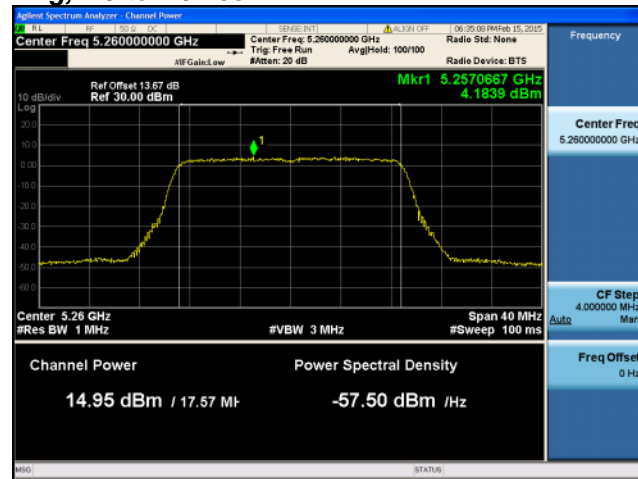 Agilent Spectrum Analyzer - Channel Power
RL RF 50 Ω DC SENSE:INT ALIGN OFF 06:35:08 PM Feb 15, 2015
Center Freq 5.260000000 GHz
Center Freq: 5.260000000 GHz
Radio Std: None
Trig: Free Run Avg|Hold: 100/100
#IFGain:Low #Atten: 20 dB Radio Device: BTS
Ref Offset 13.67 dB
Mkr1 5.2570667 GHz
10 dB/div Ref 30.00 dBm 4.1839 dBm
Log
20.0
10.0
0.00
-10.0
-20.0
-30.0
-40.0
-50.0
-60.0
1
Center 5.26 GHz Span 40 MHz
#Res BW 1 MHz #VBW 3 MHz #Sweep 100 ms
Channel Power Power Spectral Density
14.95 dBm / 17.57 MH -57.50 dBm /Hz
MSG STATUS
Frequency
Center Freq
5.260000000 GHz
CF Step
4.000000 MHz
Auto Man
Freq Offset
0 Hz